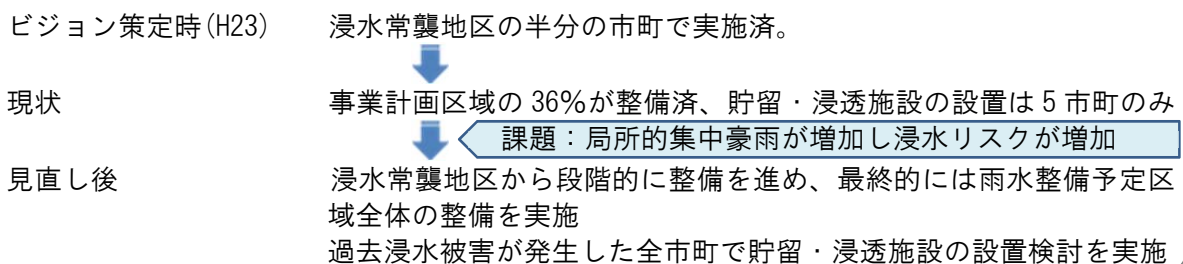 ビジョン策定時(H23) 浸水常襲地区の半分の市町で実施済。
現状 事業計画区域の 36%が整備済、貯留・浸透施設の設置は 5 市町のみ
課題：局所的集中豪雨が増加し浸水リスクが増加
見直し後 浸水常襲地区から段階的に整備を進め、最終的には雨水整備予定区
域全体の整備を実施
過去浸水被害が発生した全市町で貯留・浸透施設の設置検討を実施